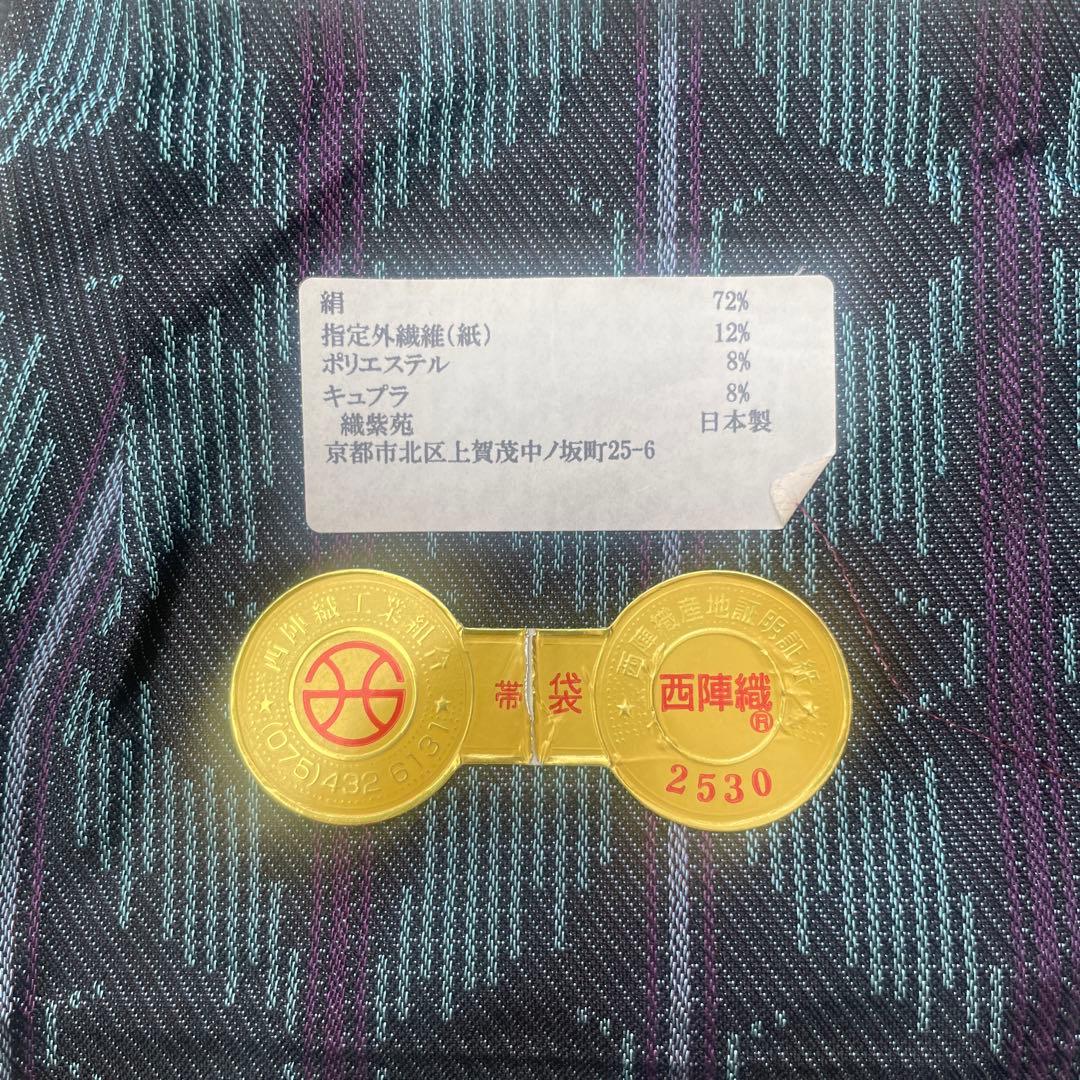 絹 72%
指定外繊維(紙) 12%
ポリエステル 8%
キュプラ 8%
織紫苑 日本製
京都市北区上賀茂中ノ坂町25-6
西陣織工業組合
(075)432 6131
帯 袋
西陣織産地証明証紙
西陣織
R
2530